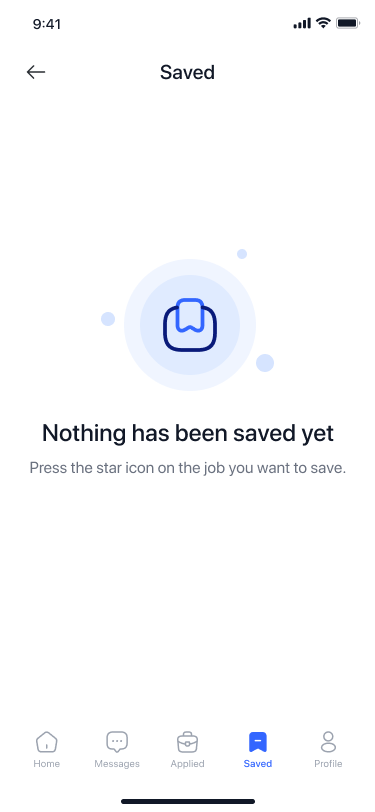 9:41
Saved
Nothing has been saved yet
Press the star icon on the job you want to save.
Home
Messages
Applied
Saved
Profile